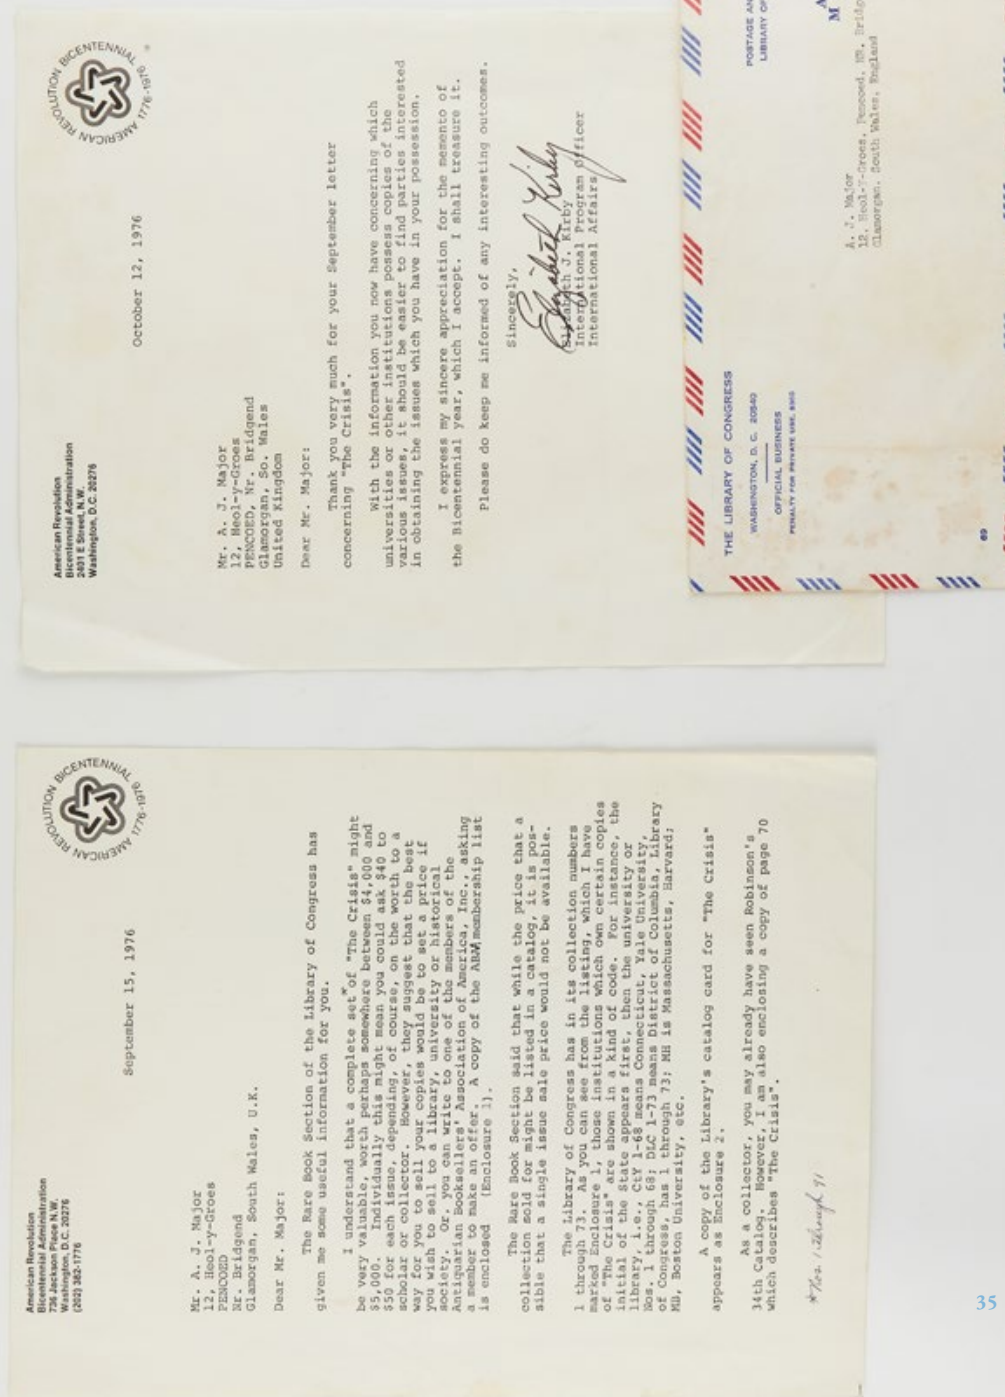 American Revolution
Bicentennial Administration
736 Jackson Place N.W.
Washington, D.C. 20276
(202) 382-1776
AMERICAN REVOLUTION BICENTENNIAL 1776-1976
September 15, 1976
Mr. A. J. Major
12, Heol-y-Groes
PENCOED
Nr. Bridgend
Glamorgan, South Wales, U.K.
Dear Mr. Major:
The Rare Book Section of the Library of Congress has
given me some useful information for you.
I understand that a complete set* of "The Crisis" might
be very valuable, worth perhaps somewhere between $4,000 and
$5,000. Individually this might mean you could ask $40 to
$50 for each issue, depending, of course, on the worth to a
scholar or collector. However, they suggest that the best
way for you to sell your copies would be to set a price if
you wish to sell to a library, university or historical
society. Or, you can write to one of the members of the
Antiquarian Booksellers' Association of America, Inc., asking
a member to make an offer. A copy of the ABA membership list
is enclosed (Enclosure 1).
The Rare Book Section said that while the price that a
collection sold for might be listed in a catalog, it is pos-
sible that a single issue sale price would not be available.
The Library of Congress has in its collection numbers
1 through 73. As you can see from the listing, which I have
marked Enclosure 1, those institutions which own certain copies
of "The Crisis" are shown in a kind of code. For instance, the
initial of the State appears first, then the university or
library, i.e., CtY 1-68 means Connecticut, Yale University,
Nos. 1 through 68; DLC 1-73 means District of Columbia, Library
of Congress, has 1 through 73; MH is Massachusetts, Harvard;
MB, Boston University, etc.
A copy of the Library's catalog card for "The Crisis"
appears as Enclosure 2.
As a collector, you may already have seen Robinson's
34th Catalog. However, I am also enclosing a copy of page 70
which describes "The Crisis".
*Nos. 1 through 91
American Revolution
Bicentennial Administration
2401 E Street, N.W.
Washington, D.C. 20276
AMERICAN REVOLUTION BICENTENNIAL 1776-1976
October 12, 1976
Mr. A. J. Major
12, Heol-y-Groes
PENCOED, Nr. Bridgend
Glamorgan, So. Wales
United Kingdom
Dear Mr. Major:
Thank you very much for your September letter
concerning "The Crisis".
With the information you now have concerning which
universities or other institutions possess copies of the
various issues, it should be easier to find parties interested
in obtaining the issues which you have in your possession.
I express my sincere appreciation for the memento of
the Bicentennial year, which I accept. I shall treasure it.
Please do keep me informed of any interesting outcomes.
Sincerely,
Elizabeth Kirby
Elizabeth J. Kirby
International Program Officer
International Affairs
THE LIBRARY OF CONGRESS
WASHINGTON, D.C. 20540
OFFICIAL BUSINESS
PENALTY FOR PRIVATE USE, $300
POSTAGE AN
LIBRARY OF
A
M
A. J. Major
12, Heol-Y-Groes, Pencoed, NR. Bridg
Glamorgan, South Wales, England
69
35